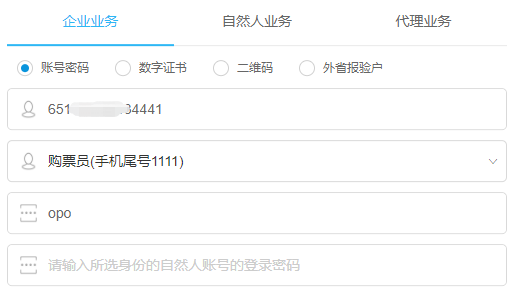 企业业务 自然人业务 代理业务
账号密码 数字证书 二维码 外省报验户
651 34441
购票员(手机尾号1111)
opo
请输入所选身份的自然人账号的登录密码